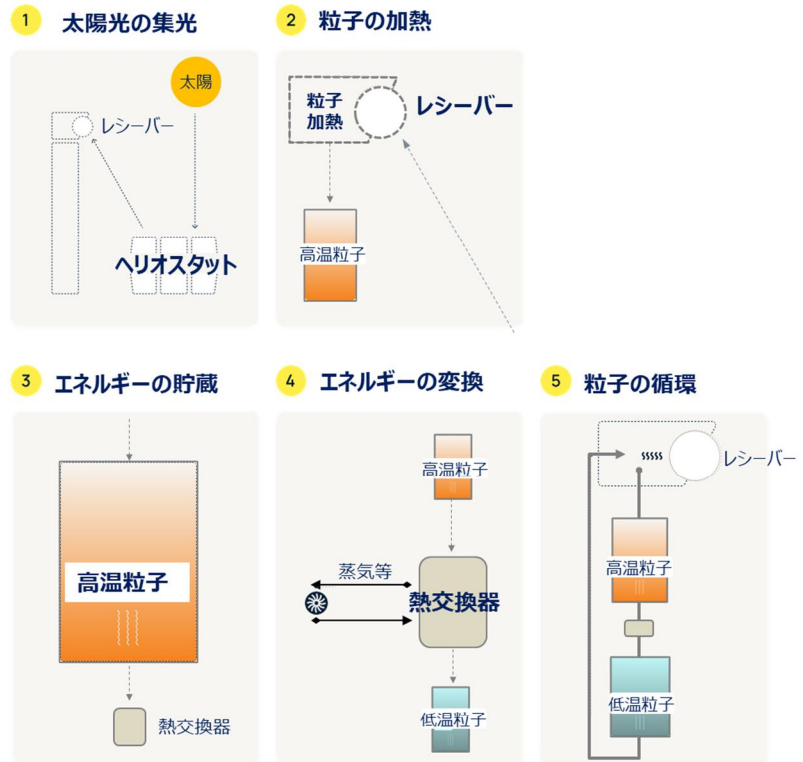 1 太陽光の集光
太陽
レシーバー
ヘリオスタット
2 粒子の加熱
粒子
加熱
レシーバー
高温粒子
3 エネルギーの貯蔵
高温粒子
熱交換器
4 エネルギーの変換
高温粒子
蒸気等
熱交換器
低温粒子
5 粒子の循環
レシーバー
高温粒子
低温粒子